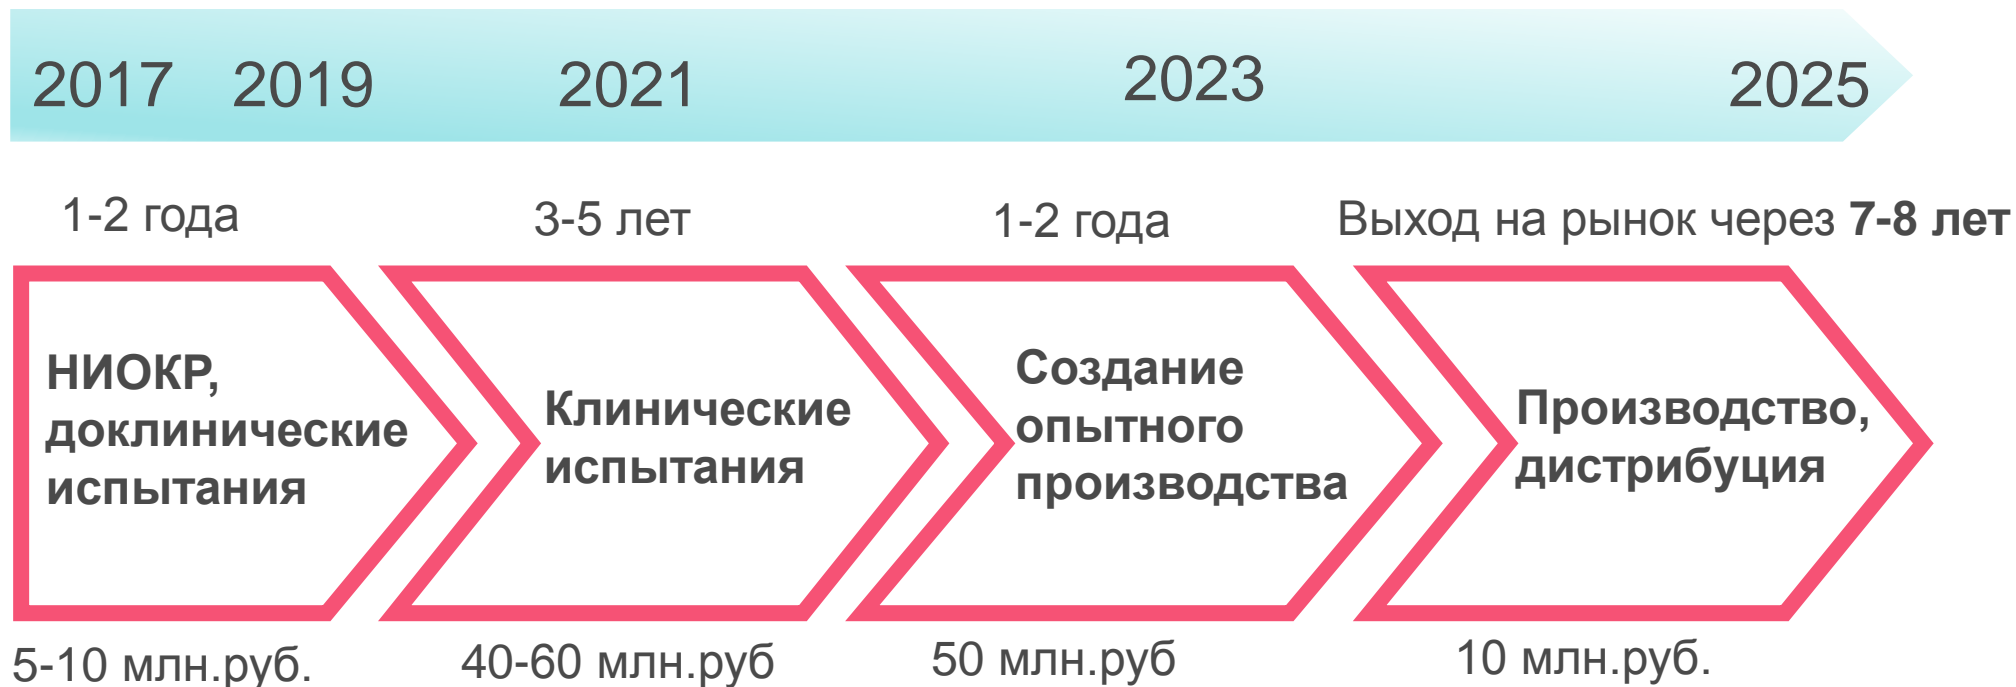 2017 2019 2021 2023 2025
1-2 года
3-5 лет
1-2 года
Выход на рынок через 7-8 лет
НИОКР,
доклинические
испытания
Клинические
испытания
Создание
опытного
производства
Производство,
дистрибуция
5-10 млн.руб.
40-60 млн.руб
50 млн.руб
10 млн.руб.